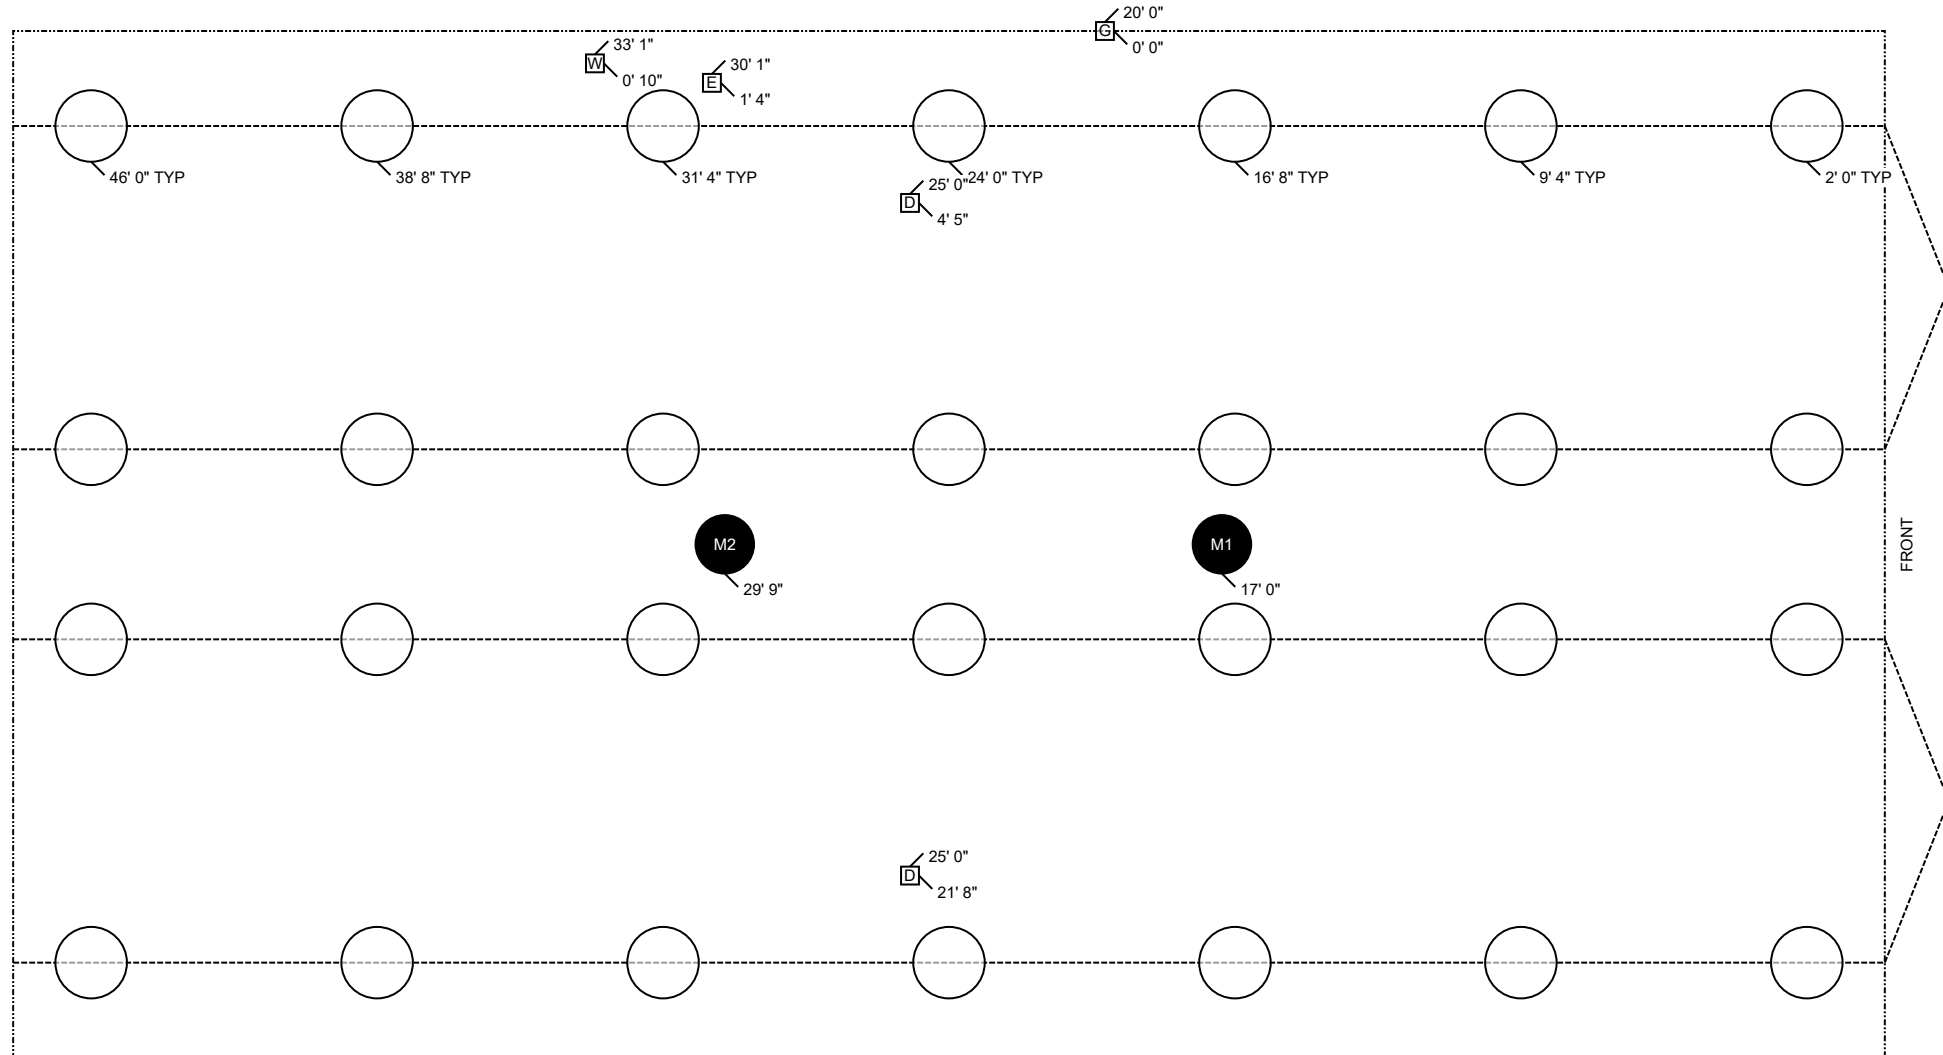 20' 0"
G
0' 0"
33' 1"
W
0' 10"
30' 1"
E
1' 4"
46' 0" TYP
38' 8" TYP
31' 4" TYP
24' 0" TYP
16' 8" TYP
9' 4" TYP
2' 0" TYP
25' 0"
D
4' 5"
M2
29' 9"
M1
17' 0"
FRONT
25' 0"
D
21' 8"